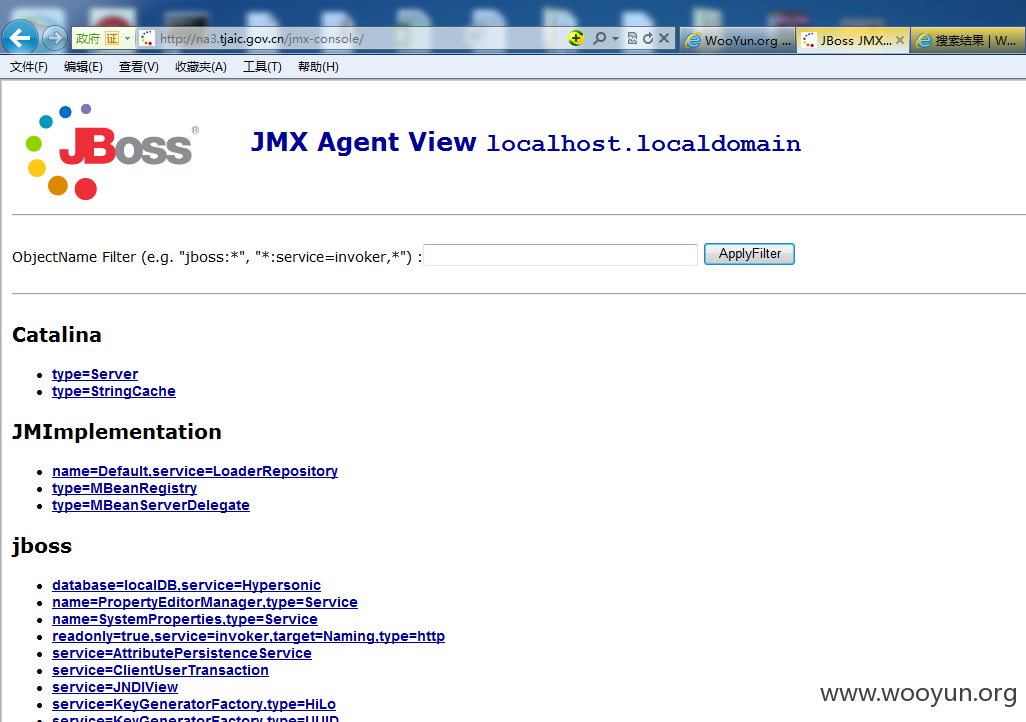 政府 证 http://na3.tjaic.gov.cn/jmx-console/ WooYun.org ... JBoss JMX... 搜索结果 | W...
文件(F) 编辑(E) 查看(V) 收藏夹(A) 工具(T) 帮助(H)
JBoss®
JMX Agent View localhost.localdomain
ObjectName Filter (e.g. "jboss:*", "*:service=invoker,*") : ApplyFilter
Catalina
type=Server
type=StringCache
JMImplementation
name=Default,service=LoaderRepository
type=MBeanRegistry
type=MBeanServerDelegate
jboss
database=localDB,service=Hypersonic
name=PropertyEditorManager,type=Service
name=SystemProperties,type=Service
readonly=true,service=invoker,target=Naming,type=http
service=AttributePersistenceService
service=ClientUserTransaction
service=JNDIView
service=KeyGeneratorFactory,type=HiLo
service=KeyGeneratorFactory,type=UUID
www.wooyun.org